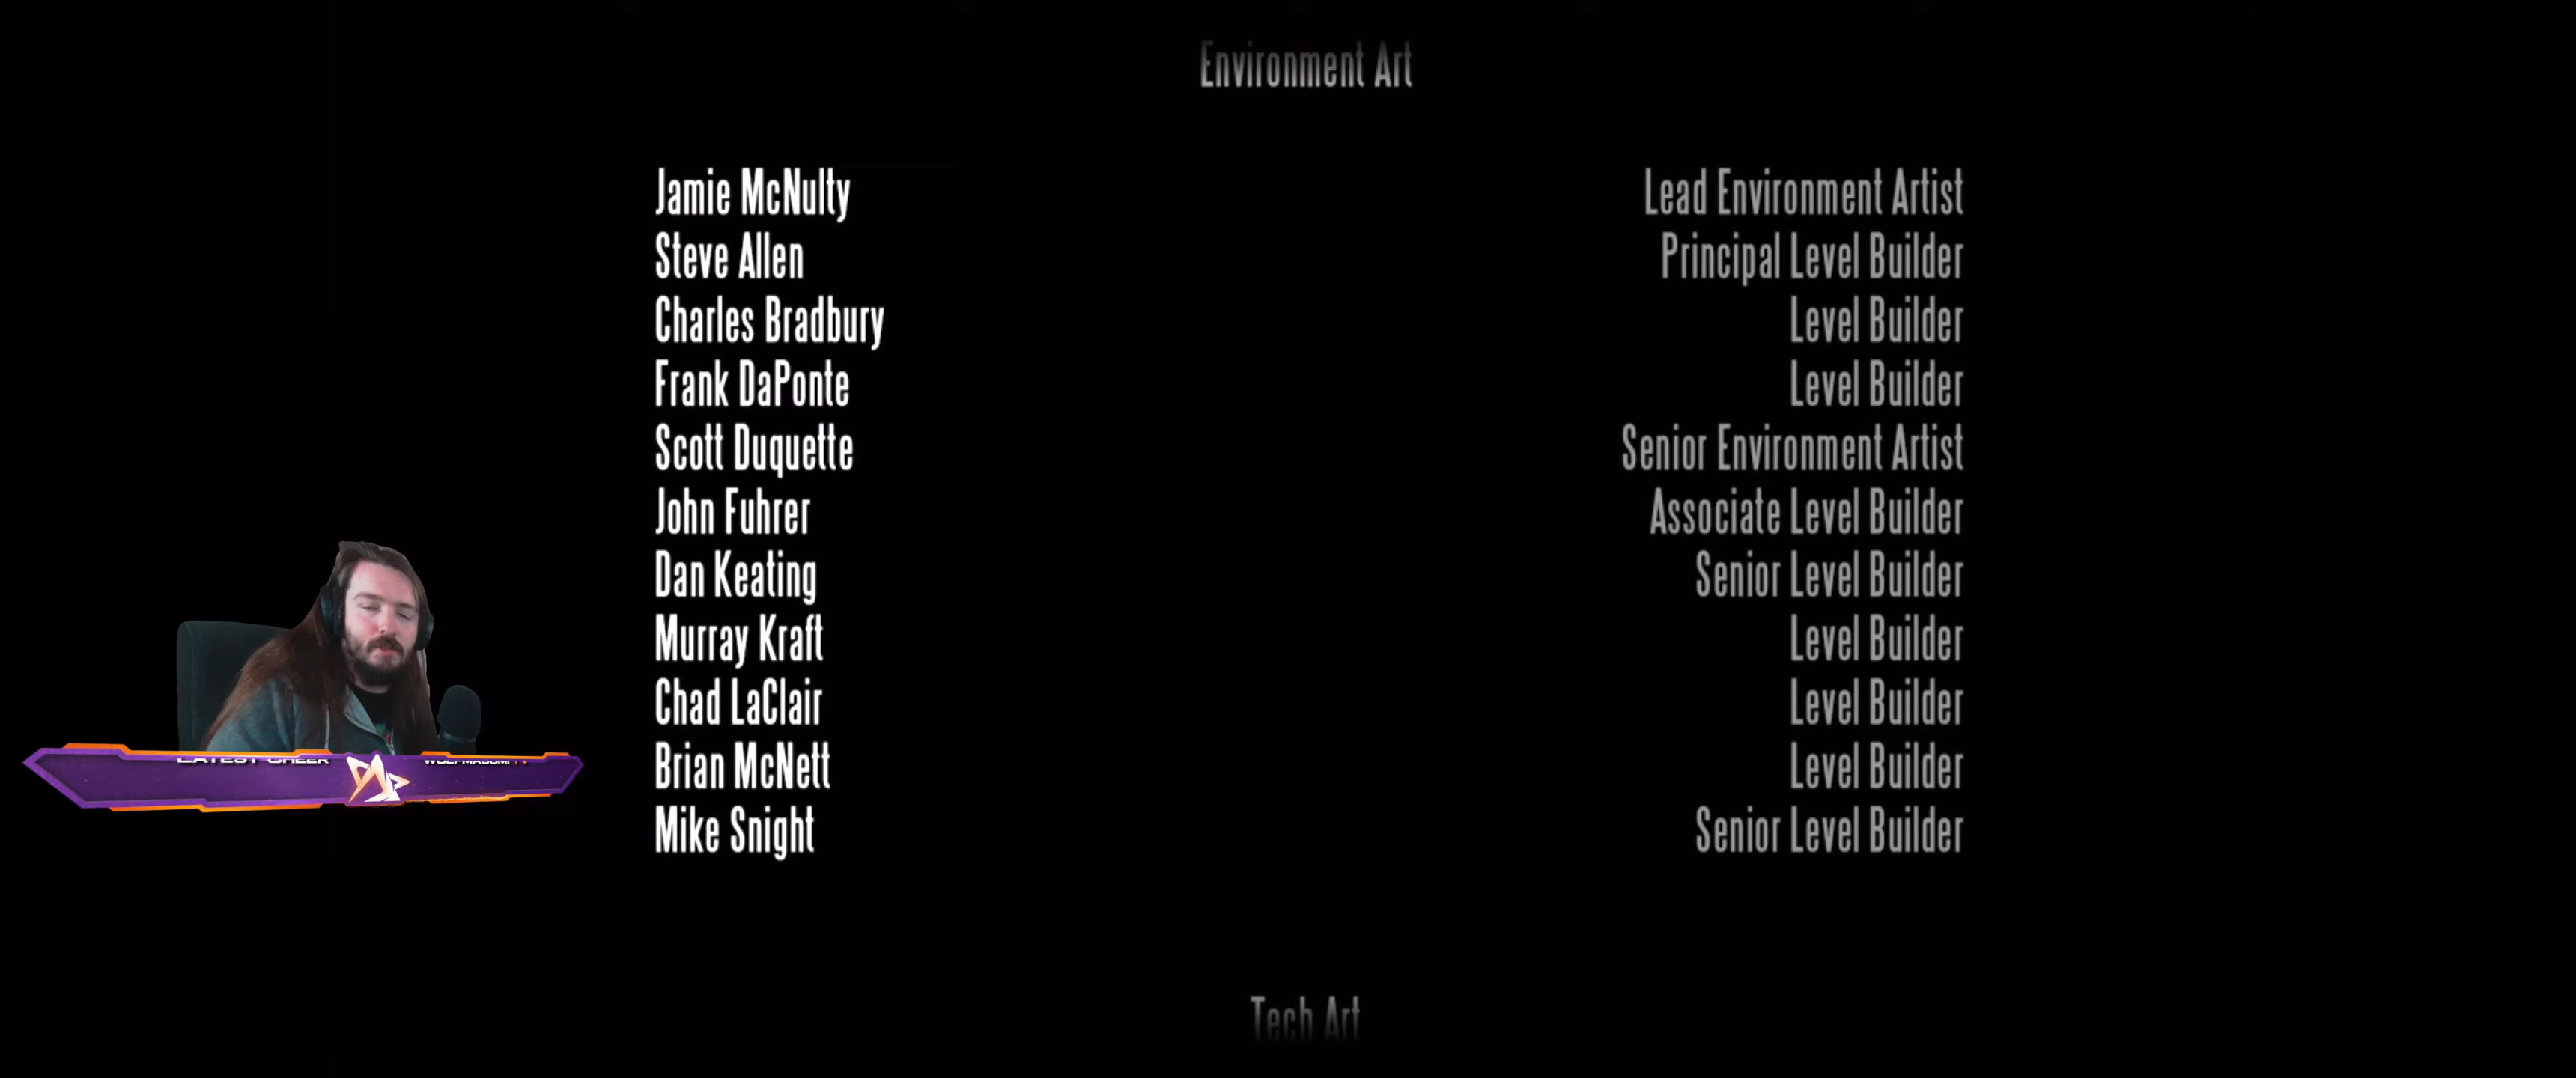 Environment Art
Jamie McNulty Lead Environment Artist
Steve Allen Principal Level Builder
Charles Bradbury Level Builder
Frank DaPonte Level Builder
Scott Duquette Senior Environment Artist
John Fuhrer Associate Level Builder
Dan Keating Senior Level Builder
Murray Kraft Level Builder
Chad LaClair Level Builder
Brian McNett Level Builder
Mike Snight Senior Level Builder
LATEST CHEER
Tech Art